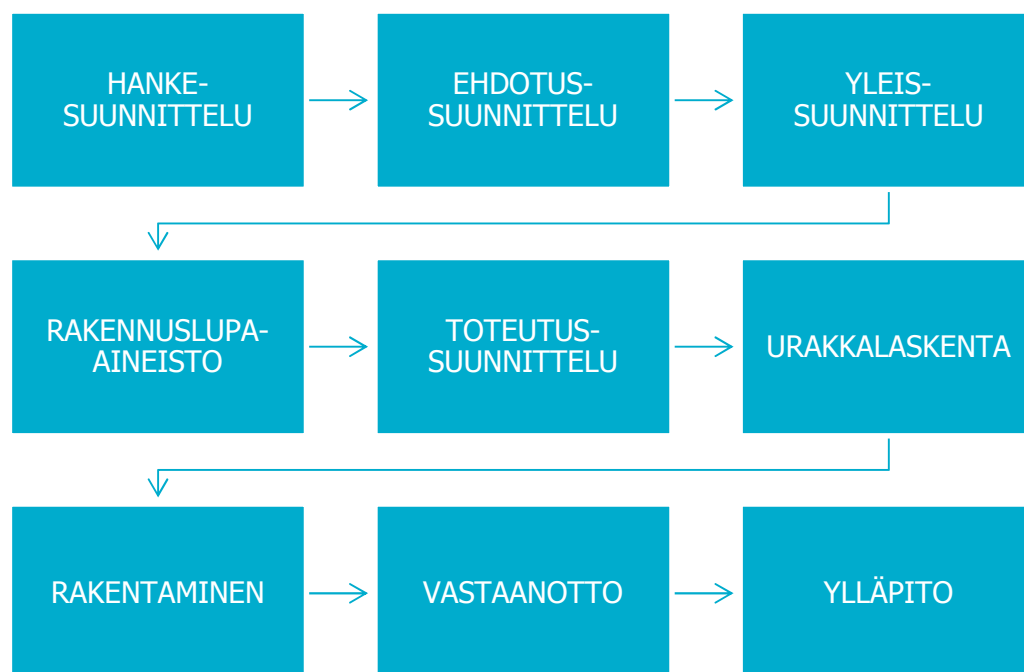 HANKE-
SUUNNITTELU
EHDOTUS-
SUUNNITTELU
YLEIS-
SUUNNITTELU
RAKENNUSLUPA-
AINEISTO
TOTEUTUS-
SUUNNITTELU
URAKKALASKENTA
RAKENTAMINEN
VASTAANOTTO
YLLÄPITO